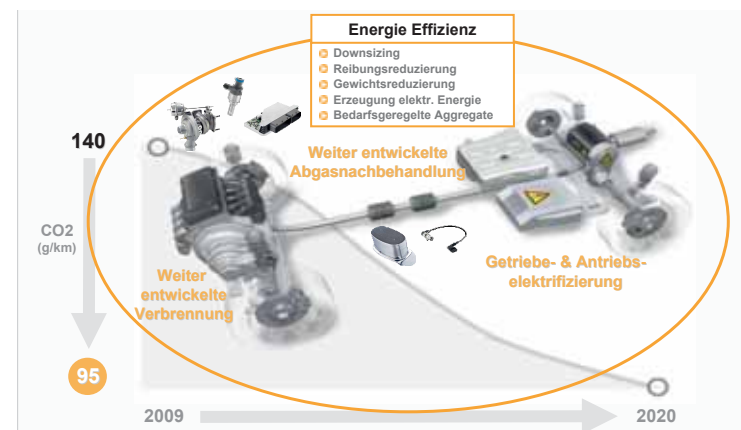 Energie Effizienz
Downsizing
Reibungsreduzierung
Gewichtsreduzierung
Erzeugung elektr. Energie
Bedarfsgeregelte Aggregate
140
Weiter entwickelte
Abgasnachbehandlung
CO2
(g/km)
Getriebe- & Antriebs-
elektrifizierung
Weiter
entwickelte
Verbrennung
95
2009
2020